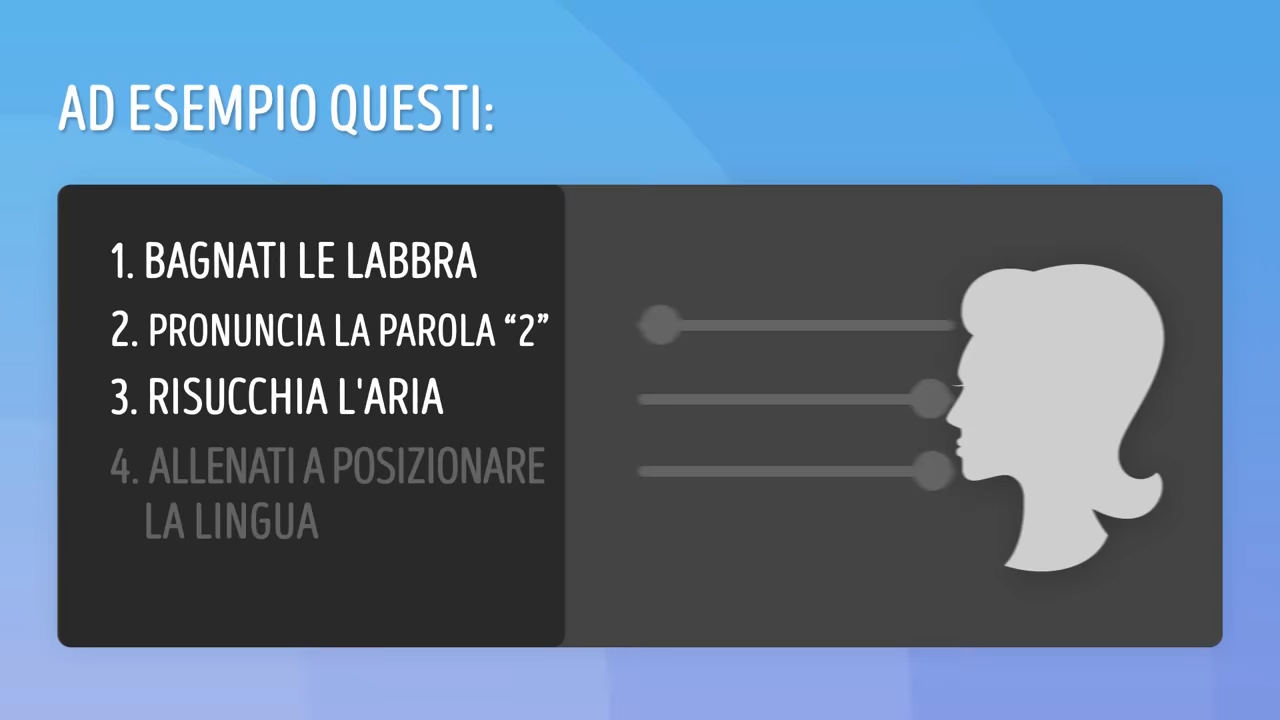 AD ESEMPIO QUESTI:
1. BAGNATI LE LABBRA
2. PRONUNCIA LA PAROLA “2”
3. RISUCCHIA L'ARIA
4. ALLENATI A POSIZIONARE
LA LINGUA